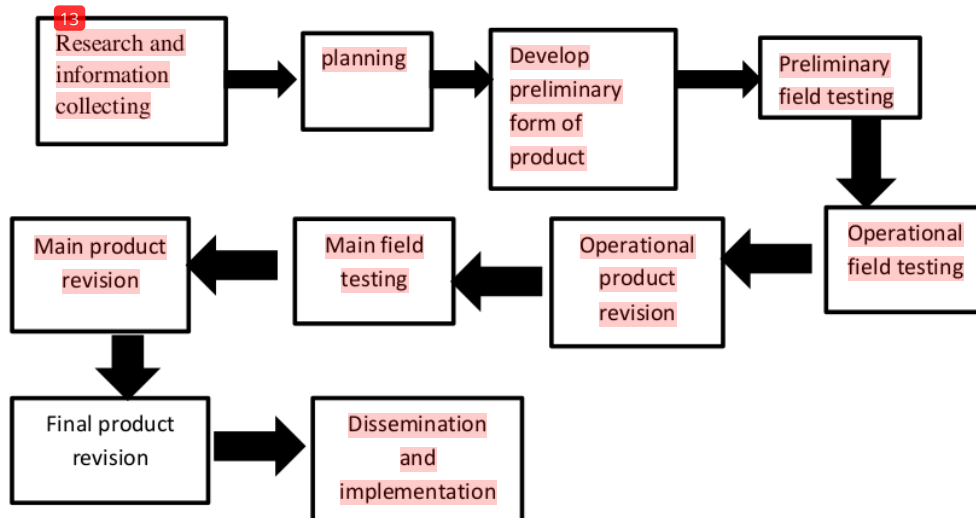 13
Research and
information
collecting
planning
Develop
preliminary
form of
product
Preliminary
field testing
Operational
field testing
Operational
product
revision
Main field
testing
Main product
revision
Final product
revision
Dissemination
and
implementation